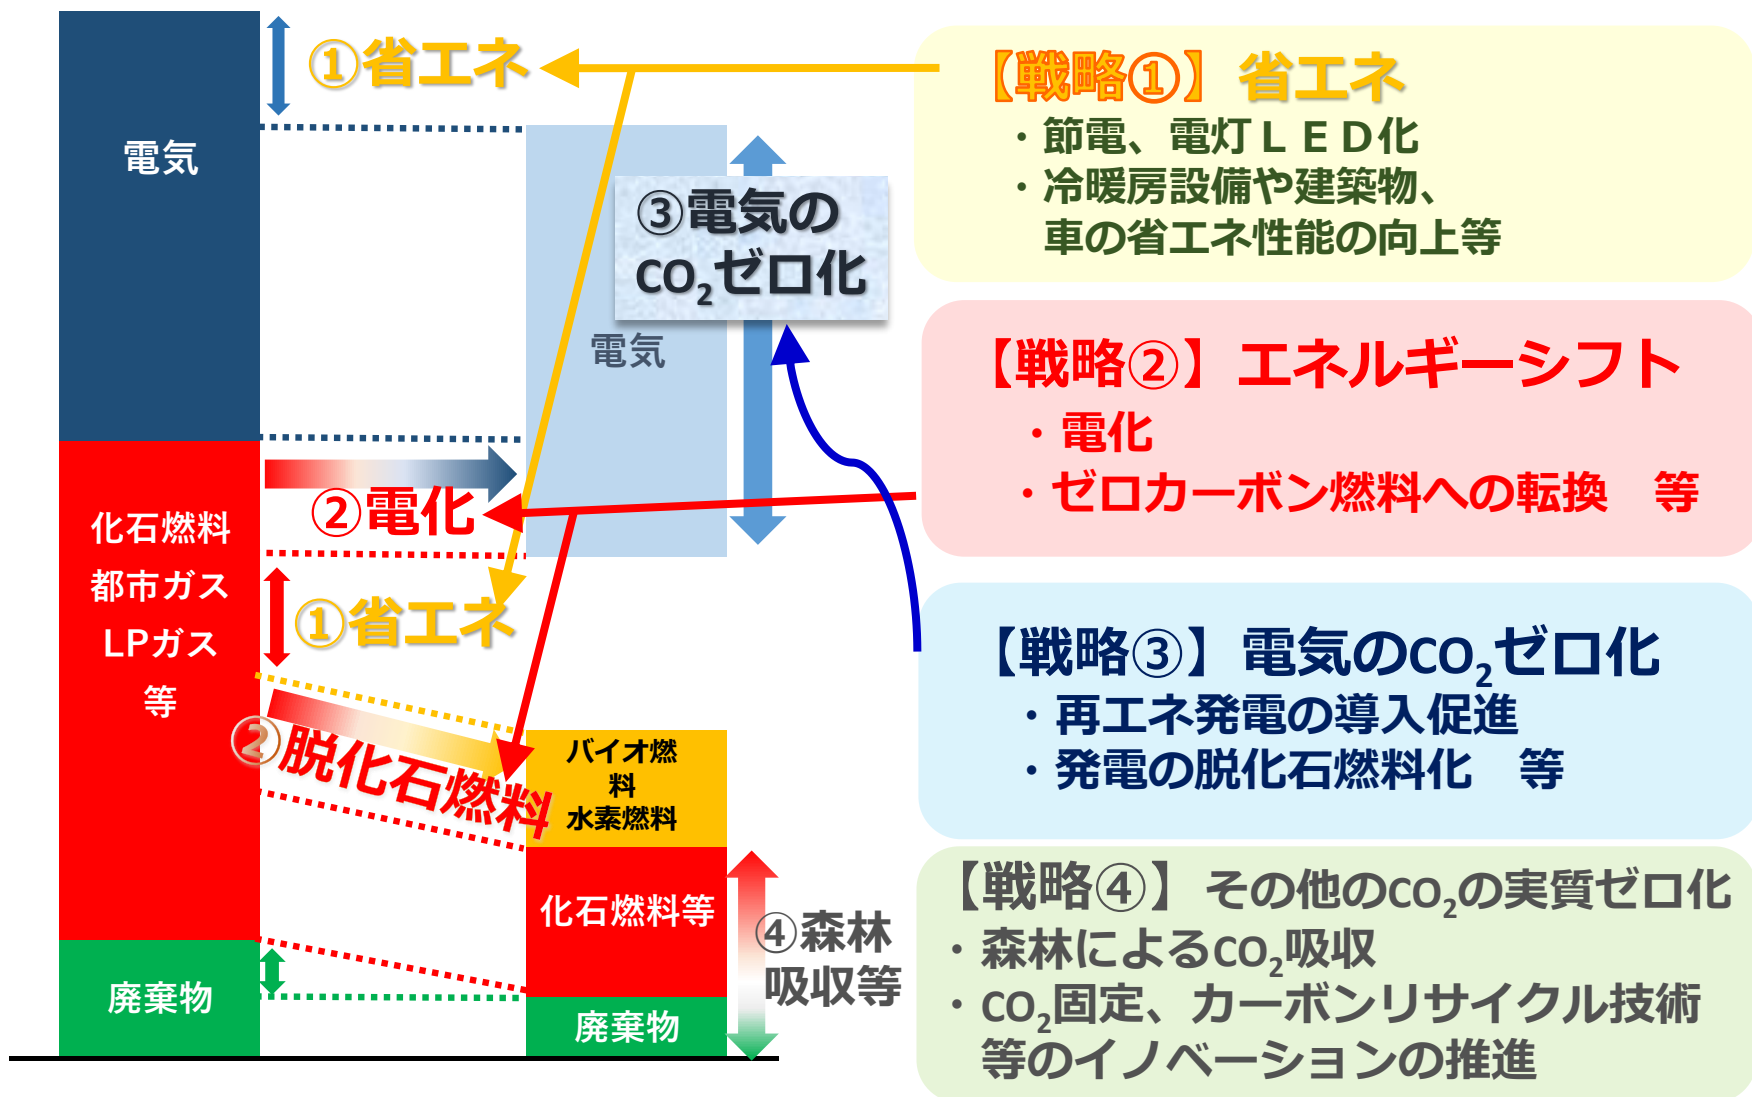 電気
化石燃料
都市ガス
LPガス
等
廃棄物
①省エネ
②電化
①省エネ
②脱化石燃料
③電気の
CO₂ゼロ化
電気
バイオ燃
料
水素燃料
化石燃料等
廃棄物
④森林
吸収等
【戦略①】省エネ
・節電、電灯ＬＥＤ化
・冷暖房設備や建築物、
車の省エネ性能の向上等
【戦略②】エネルギーシフト
・電化
・ゼロカーボン燃料への転換　等
【戦略③】電気のCO₂ゼロ化
・再エネ発電の導入促進
・発電の脱化石燃料化　等
【戦略④】その他のCO₂の実質ゼロ化
・森林によるCO₂吸収
・CO₂固定、カーボンリサイクル技術
等のイノベーションの推進